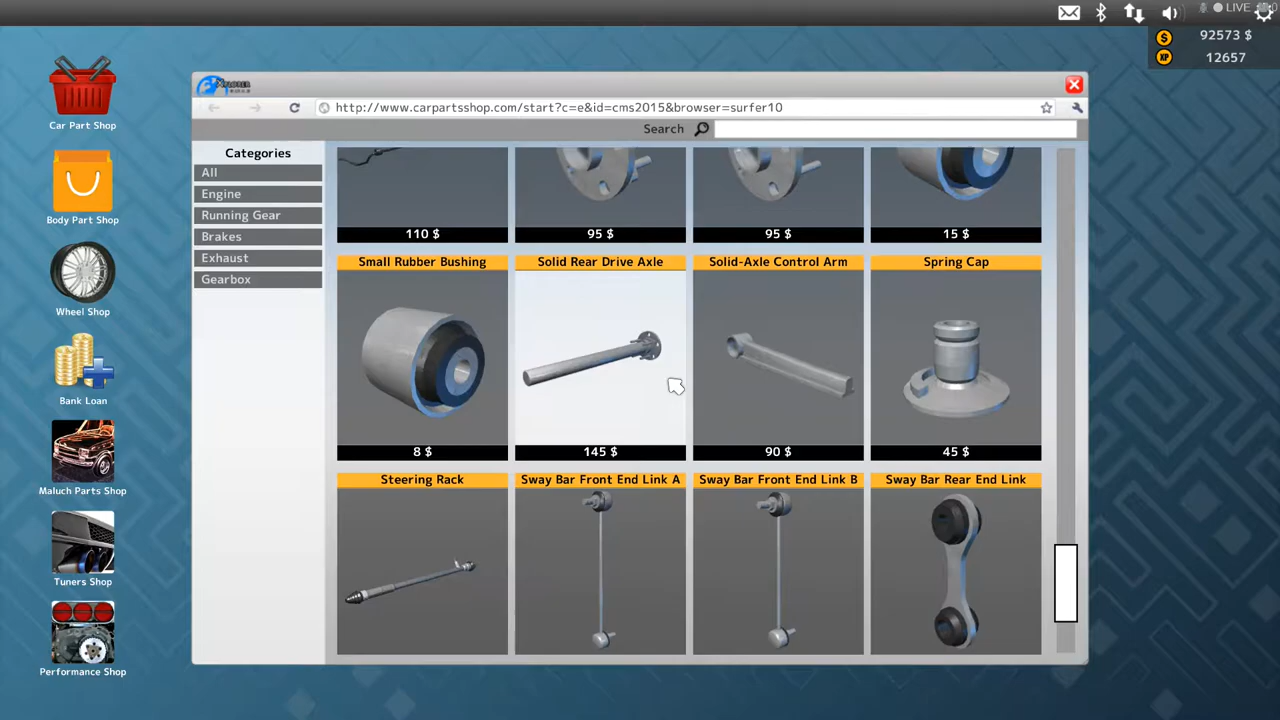 LIVE
92573 $
XP 12657
Car Part Shop
Body Part Shop
Wheel Shop
Bank Loan
Maluch Parts Shop
Tuners Shop
Performance Shop
http://www.carpartsshop.com/start?c=e&id=cms2015&browser=surfer10
Search
Categories
All
Engine
Running Gear
Brakes
Exhaust
Gearbox
110 $ 95 $ 95 $ 15 $
Small Rubber Bushing Solid Rear Drive Axle Solid-Axle Control Arm Spring Cap
8 $ 145 $ 90 $ 45 $
Steering Rack Sway Bar Front End Link A Sway Bar Front End Link B Sway Bar Rear End Link